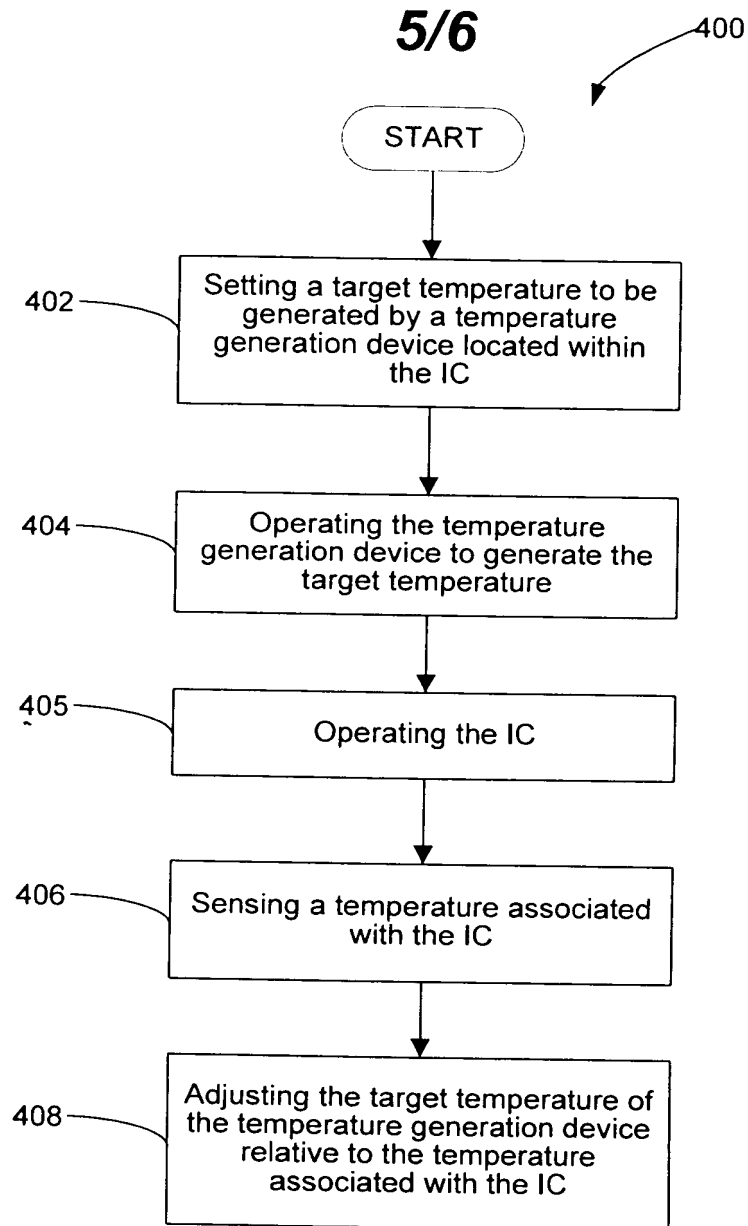 5/6
400
START
402
Setting a target temperature to be
generated by a temperature
generation device located within
the IC
404
Operating the temperature
generation device to generate the
target temperature
405
Operating the IC
406
Sensing a temperature associated
with the IC
408
Adjusting the target temperature of
the temperature generation device
relative to the temperature
associated with the IC